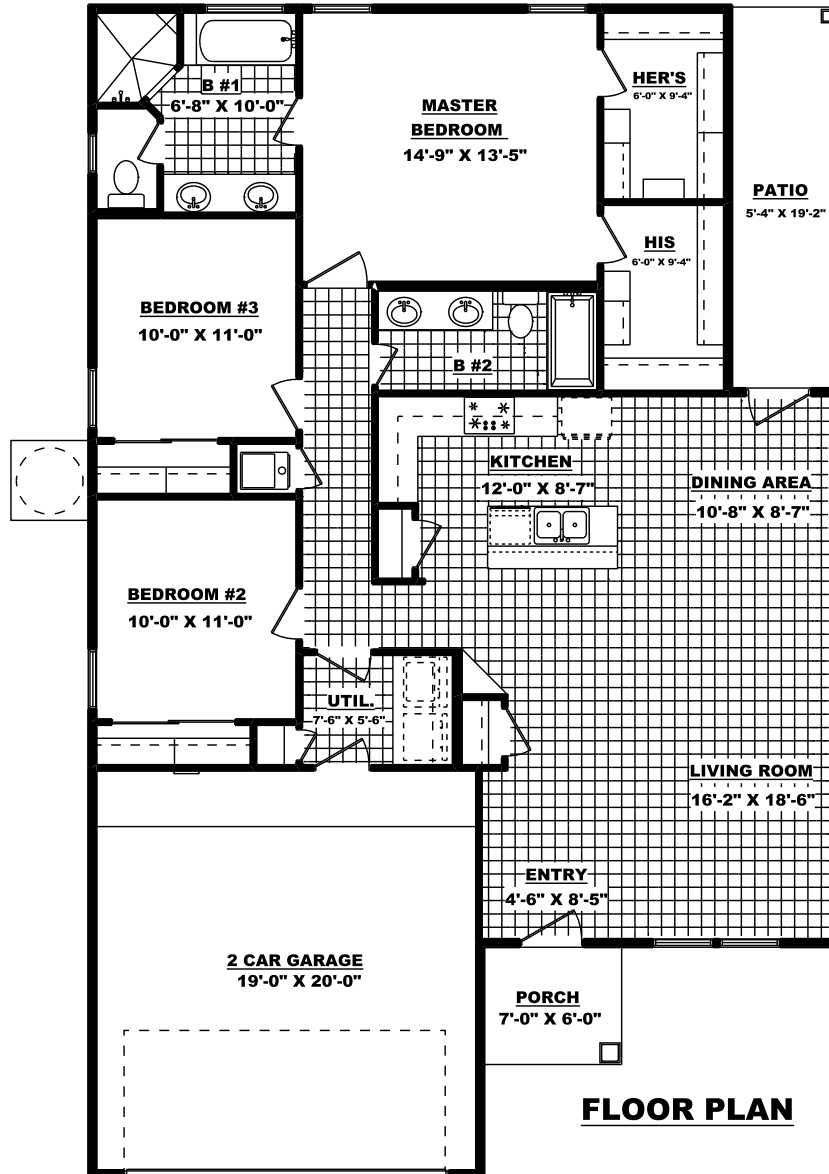 B #1
6'-8" X 10'-0"
MASTER
BEDROOM
14'-9" X 13'-5"
HER'S
6'-0" X 9'-4"
PATIO
5'-4" X 19'-2"
HIS
6'-0" X 9'-4"
BEDROOM #3
10'-0" X 11'-0"
B #2
KITCHEN
12'-0" X 8'-7"
DINING AREA
10'-8" X 8'-7"
BEDROOM #2
10'-0" X 11'-0"
UTIL.
7'-6" X 5'-6"
LIVING ROOM
16'-2" X 18'-6"
ENTRY
4'-6" X 8'-5"
2 CAR GARAGE
19'-0" X 20'-0"
PORCH
7'-0" X 6'-0"
FLOOR PLAN